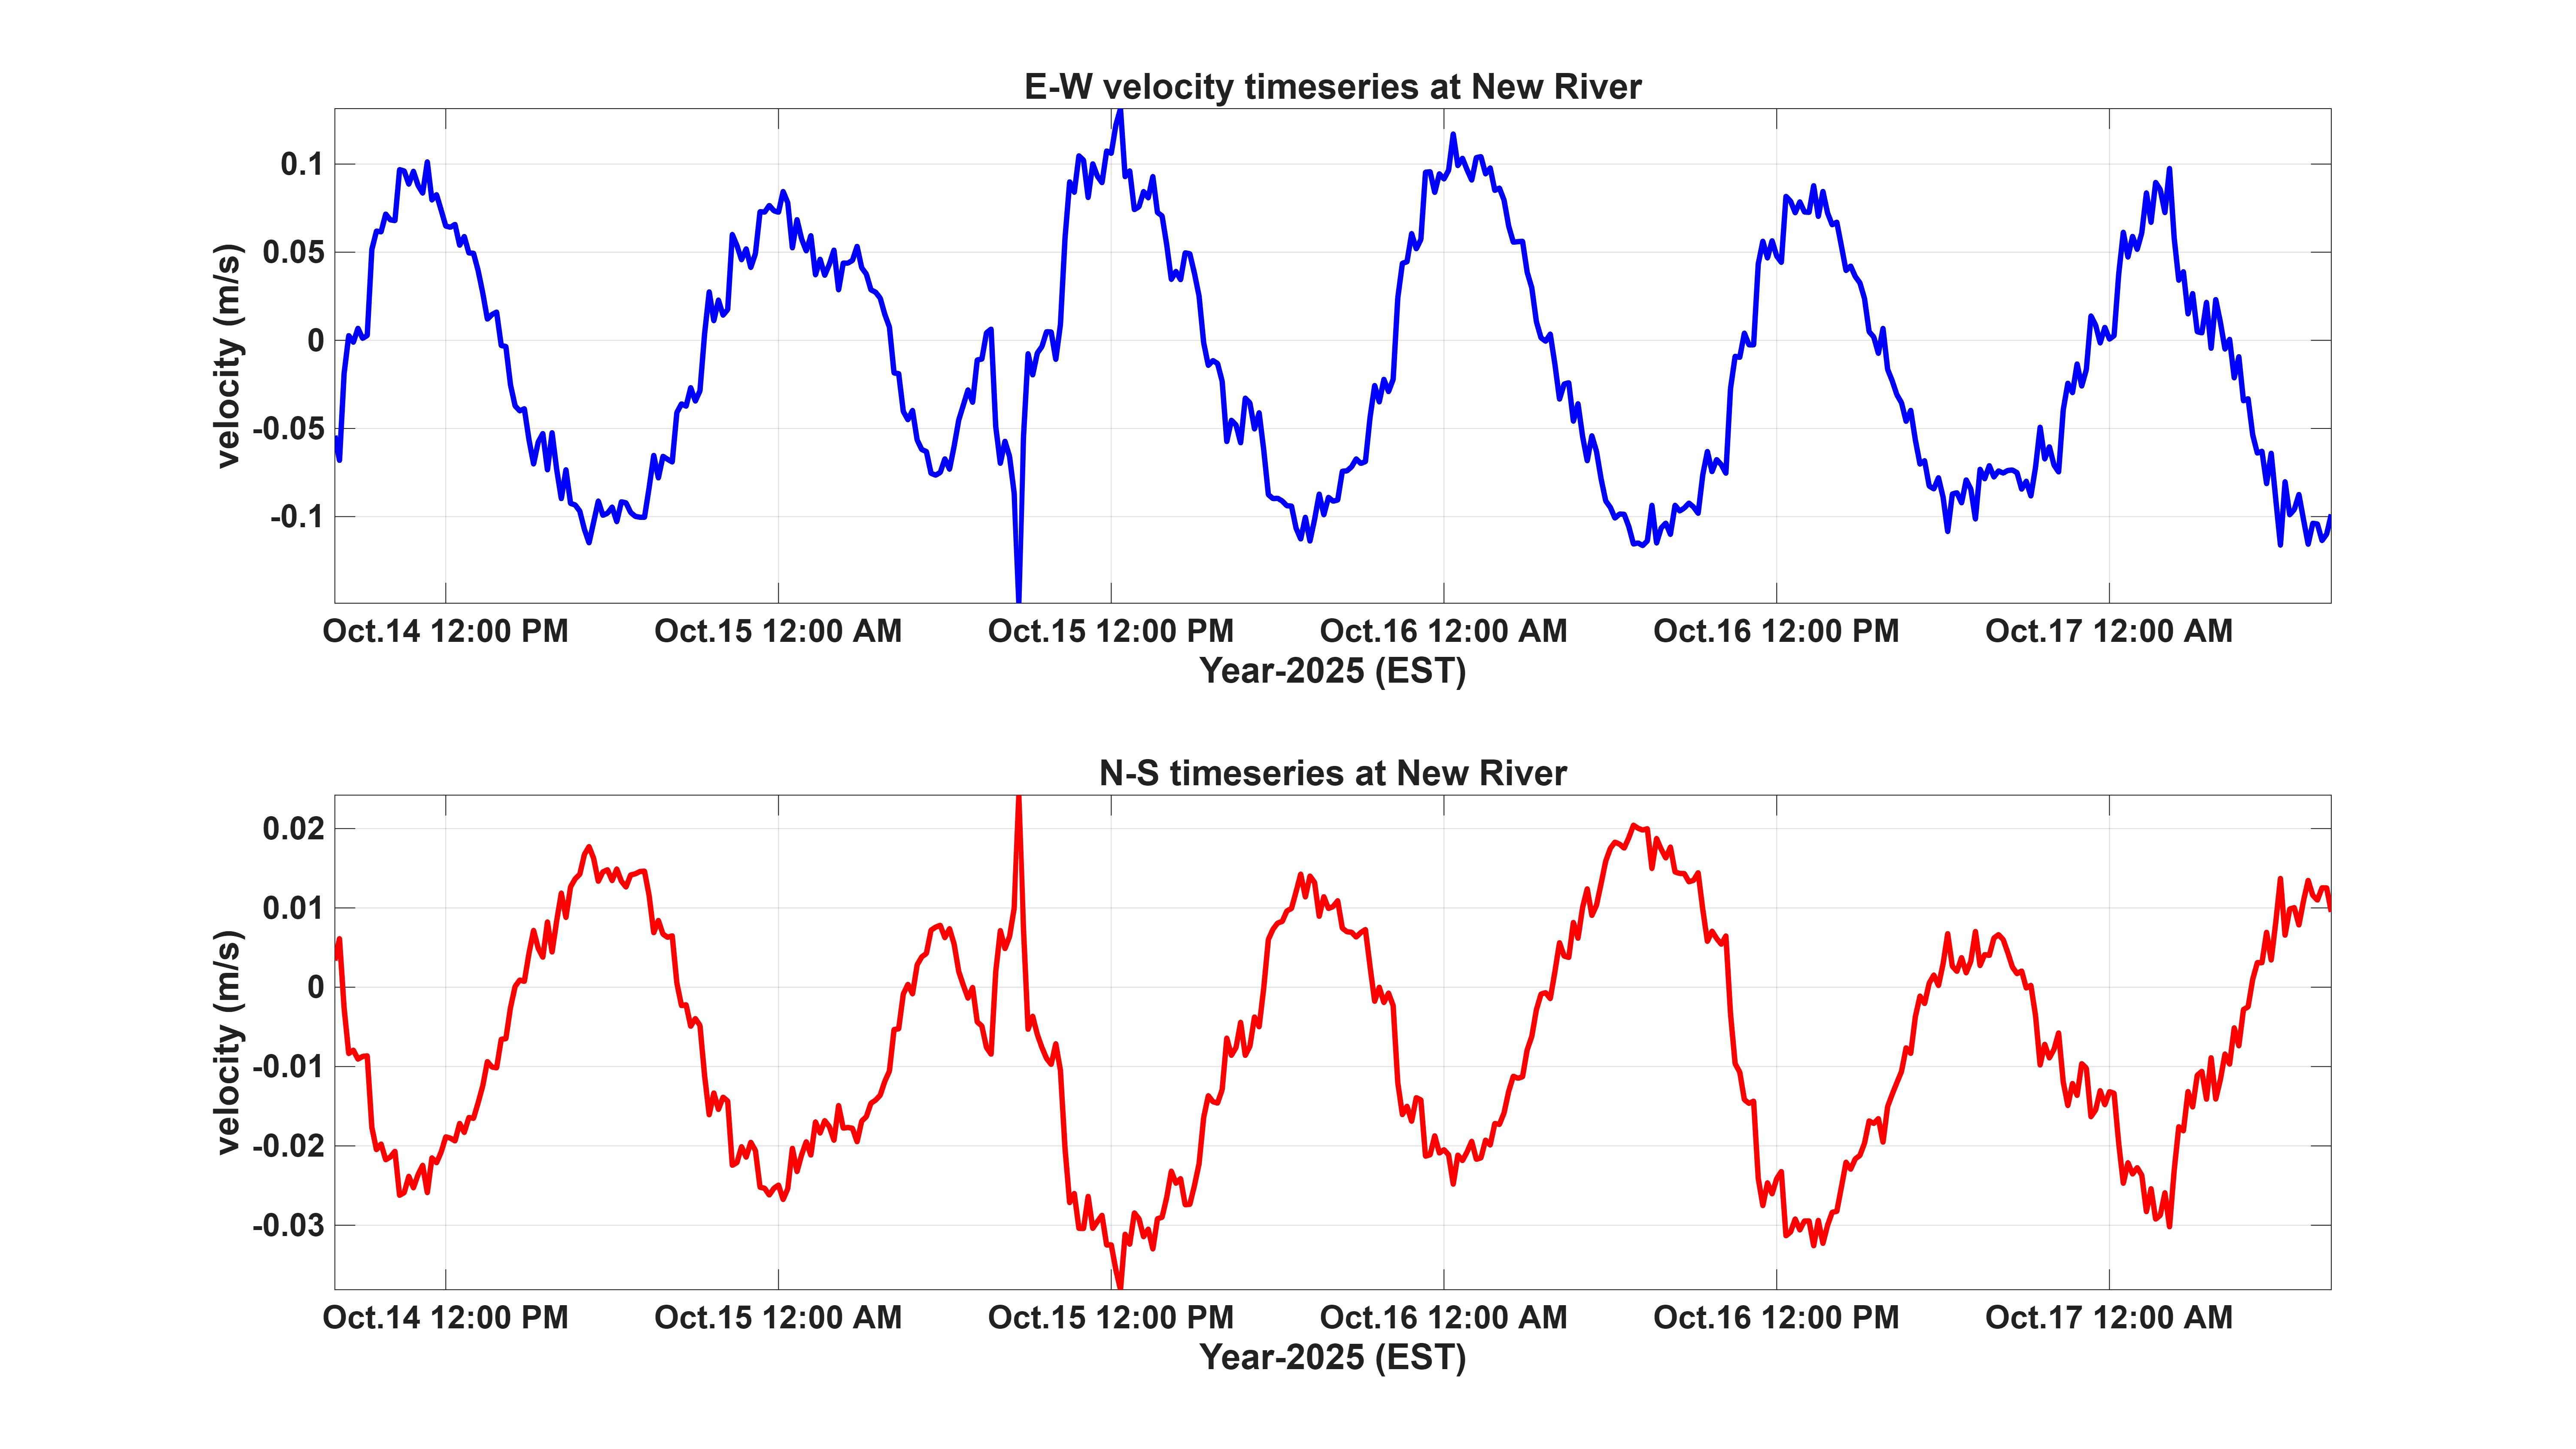 E-W velocity timeseries at New River
velocity (m/s)
0.1
0.05
0
-0.05
-0.1
Oct.14 12:00 PM Oct.15 12:00 AM Oct.15 12:00 PM Oct.16 12:00 AM Oct.16 12:00 PM Oct.17 12:00 AM
Year-2025 (EST)
N-S timeseries at New River
velocity (m/s)
0.02
0.01
0
-0.01
-0.02
-0.03
Oct.14 12:00 PM Oct.15 12:00 AM Oct.15 12:00 PM Oct.16 12:00 AM Oct.16 12:00 PM Oct.17 12:00 AM
Year-2025 (EST)